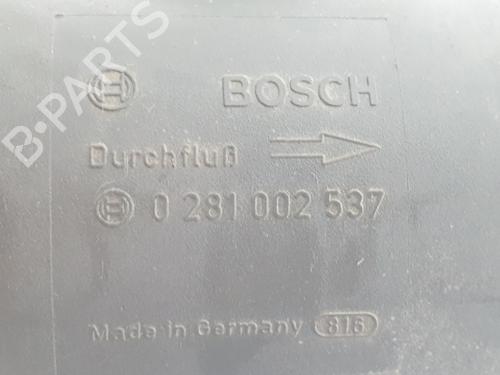 B-PARTS
BOSCH
Durchfluß
0 281 002 537
Made in Germany 816